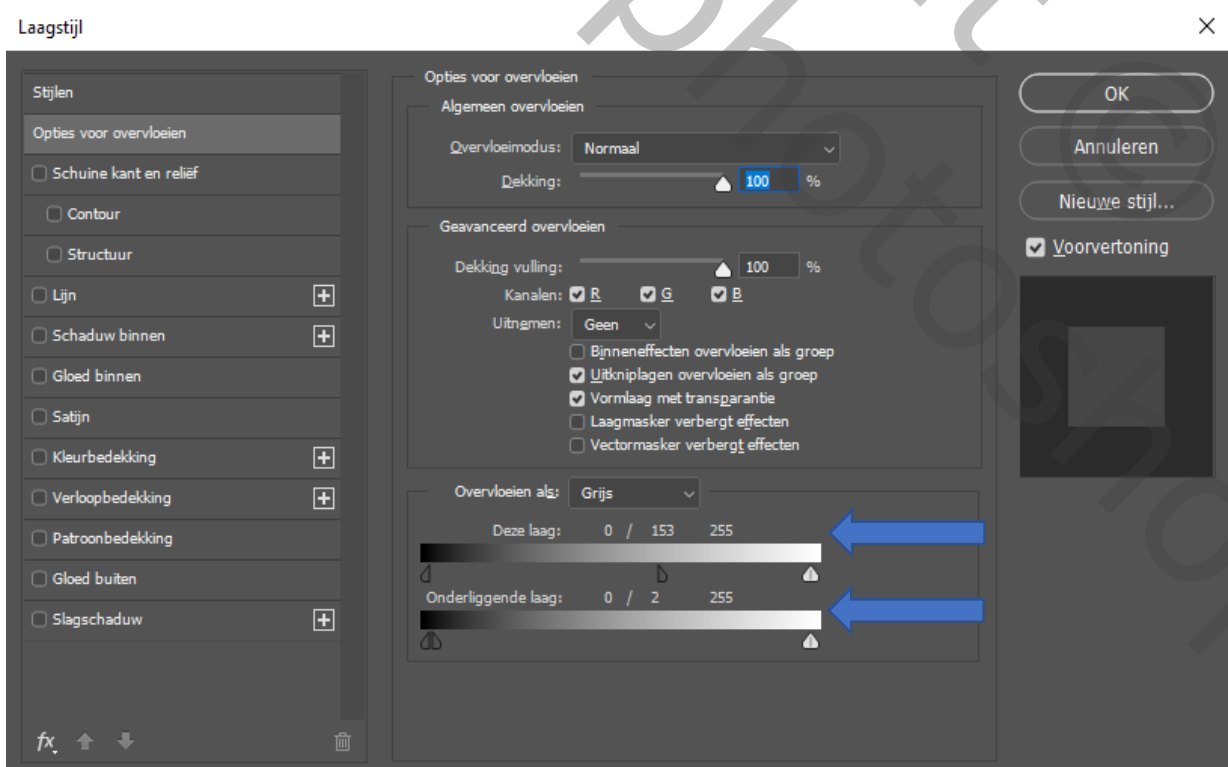 Laagstijl
Stijlen
Opties voor overvloeien
Schuine kant en reliëf
Contour
Structuur
Lijn
Schaduw binnen
Gloed binnen
Satijn
Kleurbedekking
Verloopbedekking
Patroonbedekking
Gloed buiten
Slagschaduw
fx
Opties voor overvloeien
Algemeen overvloeien
Overvloeimodus: Normaal
Dekking: 100 %
Geavanceerd overvloeien
Dekking vulling: 100 %
Kanalen: R G B
Uitnemen: Geen
Binneneffecten overvloeien als groep
Uitkniplagen overvloeien als groep
Vormlaag met transparantie
Laagmasker verbergt effecten
Vectormasker verbergt effecten
Overvloeien als: Grijs
Deze laag: 0 / 153 255
Onderliggende laag: 0 / 2 255
OK
Annuleren
Nieuwe stijl...
Voorvertoning